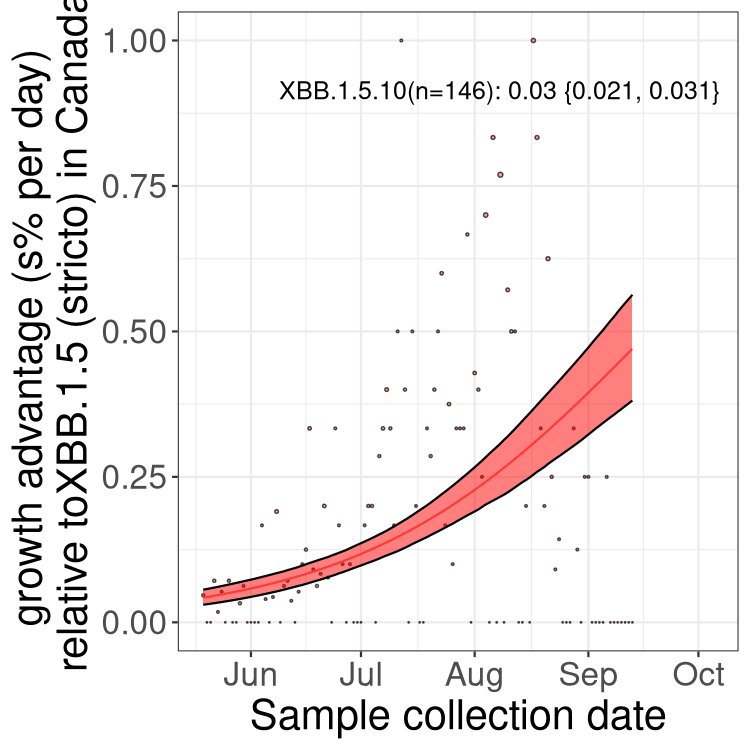 growth advantage (s% per day)
relative toXBB.1.5 (stricto) in Canada
1.00
0.75
0.50
0.25
0.00
XBB.1.5.10(n=146): 0.03 {0.021, 0.031}
Jun Jul Aug Sep Oct
Sample collection date